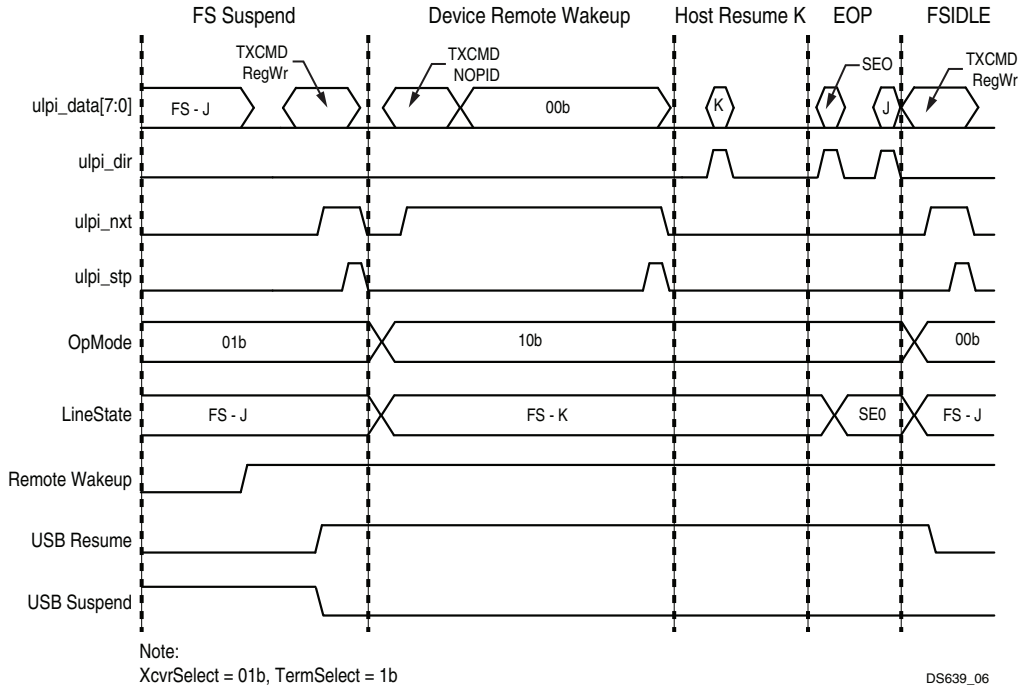 FS Suspend Device Remote Wakeup Host Resume K EOP FSIDLE
TXCMD RegWr
TXCMD NOPID
SEO
TXCMD RegWr
ulpi_data[7:0] FS - J 00b K J
ulpi_dir
ulpi_nxt
ulpi_stp
OpMode 01b 10b 00b
LineState FS - J FS - K SE0 FS - J
Remote Wakeup
USB Resume
USB Suspend
Note:
XcvrSelect = 01b, TermSelect = 1b
DS639_06